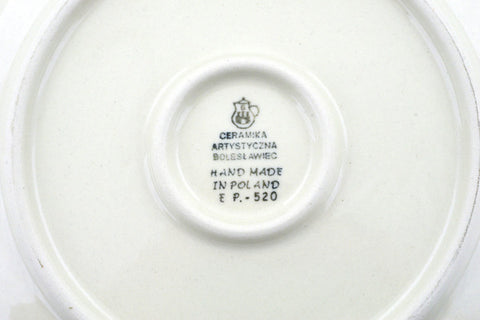 CERAMIKA
ARTYSTYCZNA
BOLESŁAWIEC
HAND MADE
IN POLAND
E P.-520